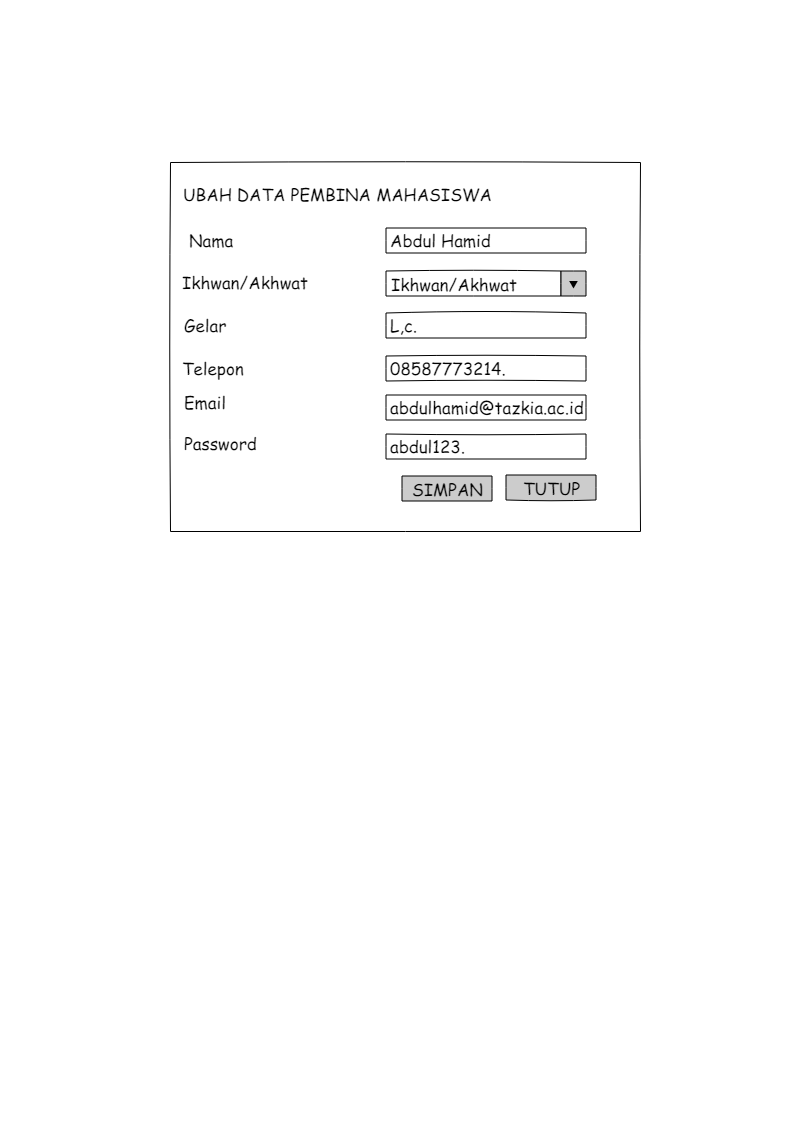 UBAH DATA PEMBINA MAHASISWA
Nama Abdul Hamid
Ikhwan/Akhwat Ikhwan/Akhwat
Gelar L,c.
Telepon 08587773214.
Email abdulhamid@tazkia.ac.id
Password abdul123.
SIMPAN TUTUP